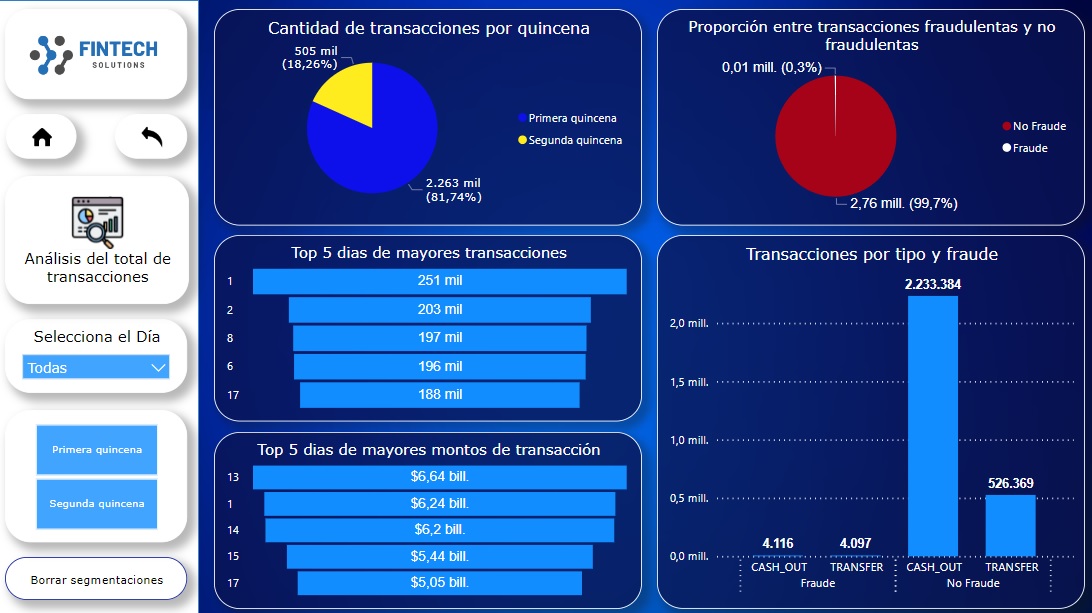 FINTECH
SOLUTIONS
Análisis del total de
transacciones
Selecciona el Día
Todas
Primera quincena
Segunda quincena
Borrar segmentaciones
Cantidad de transacciones por quincena
505 mil
(18,26%)
2.263 mil
(81,74%)
Primera quincena
Segunda quincena
Proporción entre transacciones fraudulentas y no
fraudulentas
0,01 mill. (0,3%)
2,76 mill. (99,7%)
No Fraude
Fraude
Top 5 dias de mayores transacciones
1 251 mil
2 203 mil
8 197 mil
6 196 mil
17 188 mil
Top 5 dias de mayores montos de transacción
13 $6,64 bill.
1 $6,24 bill.
14 $6,2 bill.
15 $5,44 bill.
17 $5,05 bill.
Transacciones por tipo y fraude
2.233.384
2,0 mill.
1,5 mill.
1,0 mill.
526.369
0,5 mill.
4.116 4.097
0,0 mill.
CASH_OUT TRANSFER CASH_OUT TRANSFER
Fraude No Fraude